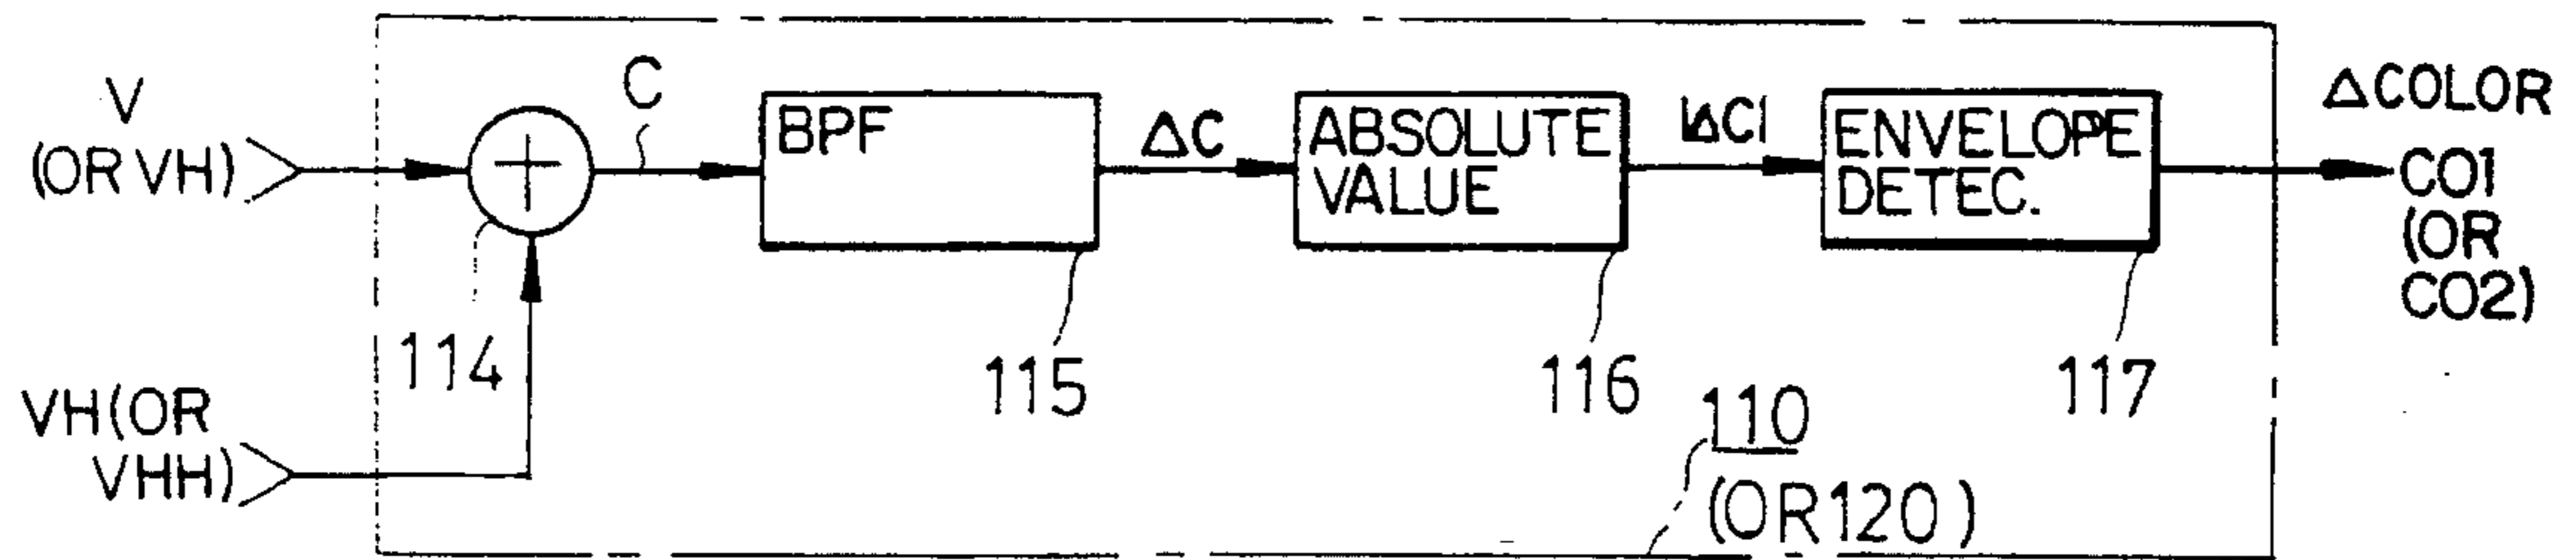 V
(OR VH)
C
BPF
ΔC
ABSOLUTE
VALUE
|ΔC|
ENVELOPE
DETEC.
ΔCOLOR
CO1
(OR
CO2)
114
115
116
117
VH(OR
VHH)
110
(OR120)